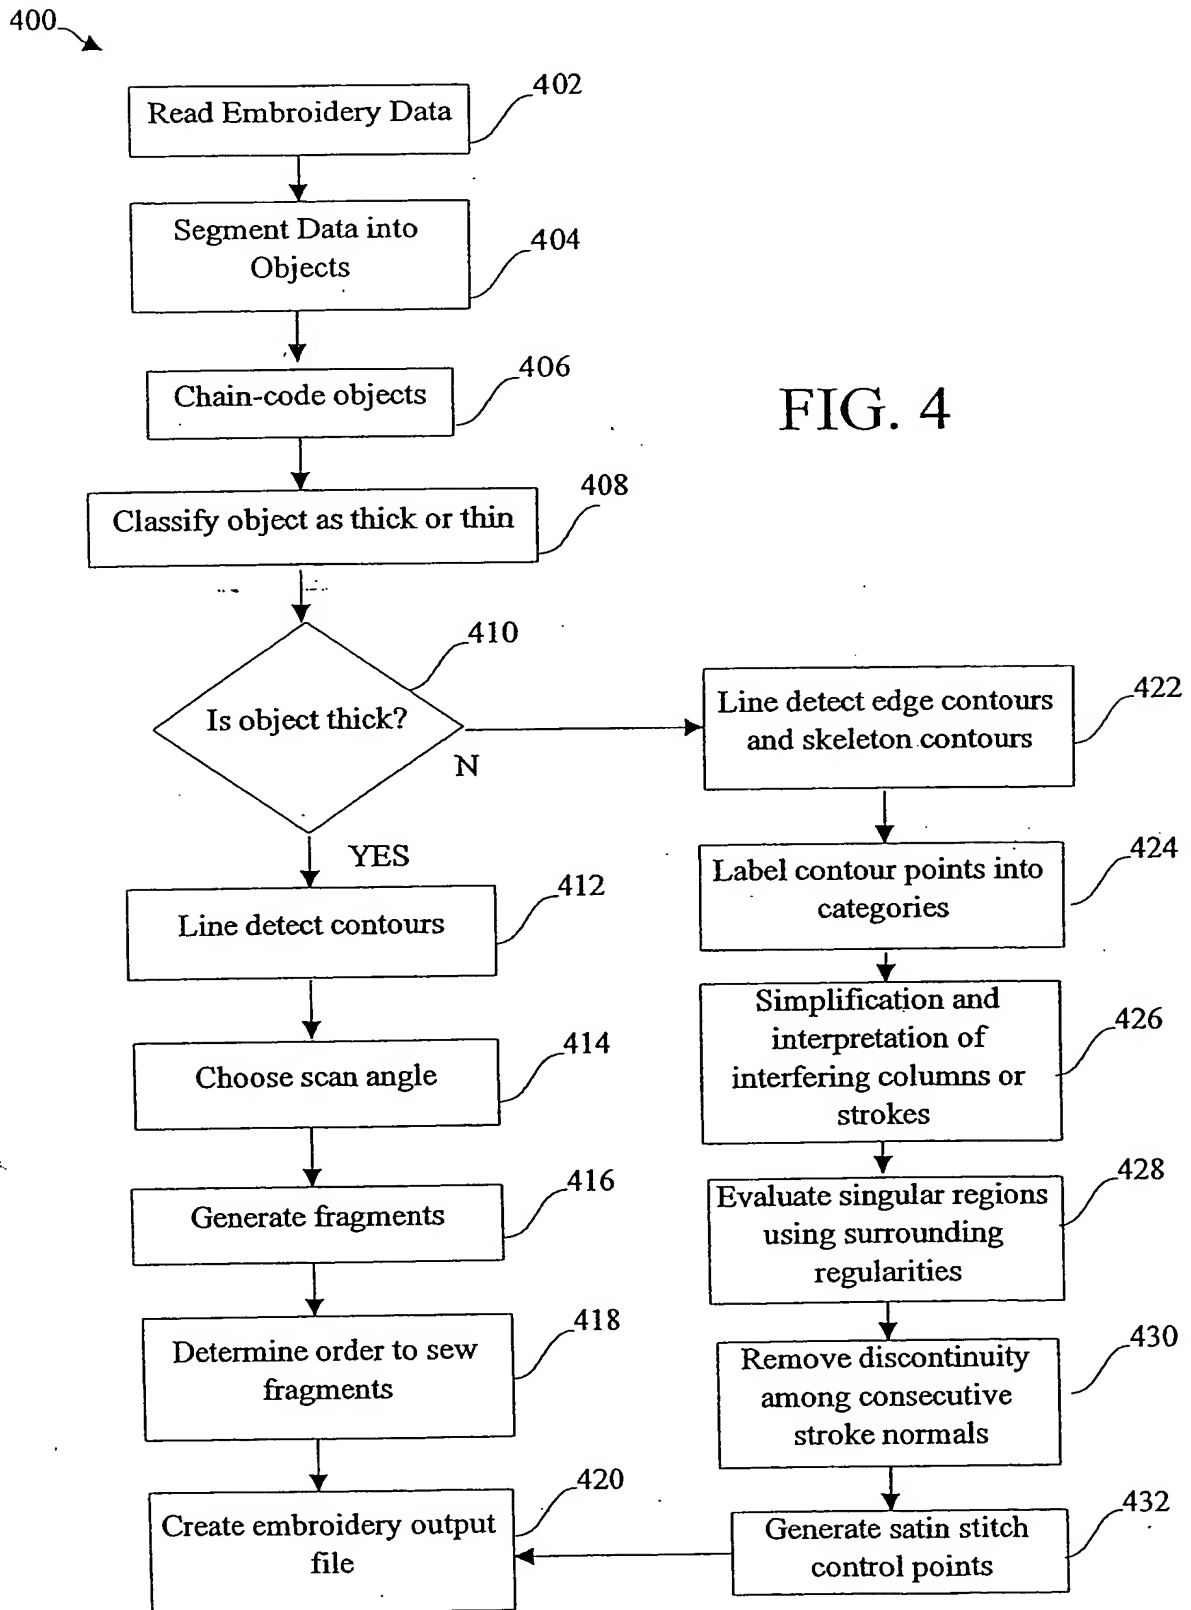 400
Read Embroidery Data
402
Segment Data into
Objects
404
Chain-code objects
406
FIG. 4
Classify object as thick or thin
408
Is object thick?
410
N
YES
Line detect contours
412
Choose scan angle
414
Generate fragments
416
Determine order to sew
fragments
418
Create embroidery output
file
420
Line detect edge contours
and skeleton contours
422
Label contour points into
categories
424
Simplification and
interpretation of
interfering columns or
strokes
426
Evaluate singular regions
using surrounding
regularities
428
Remove discontinuity
among consecutive
stroke normals
430
Generate satin stitch
control points
432